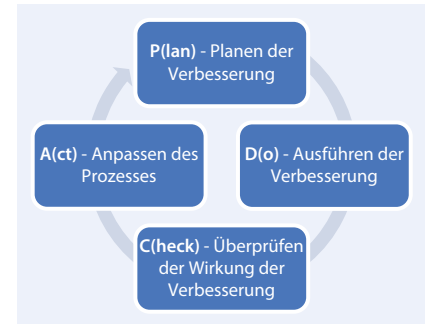 P(lan) - Planen der
Verbesserung
D(o) - Ausführen der
Verbesserung
C(heck) - Überprüfen
der Wirkung der
Verbesserung
A(ct) - Anpassen des
Prozesses